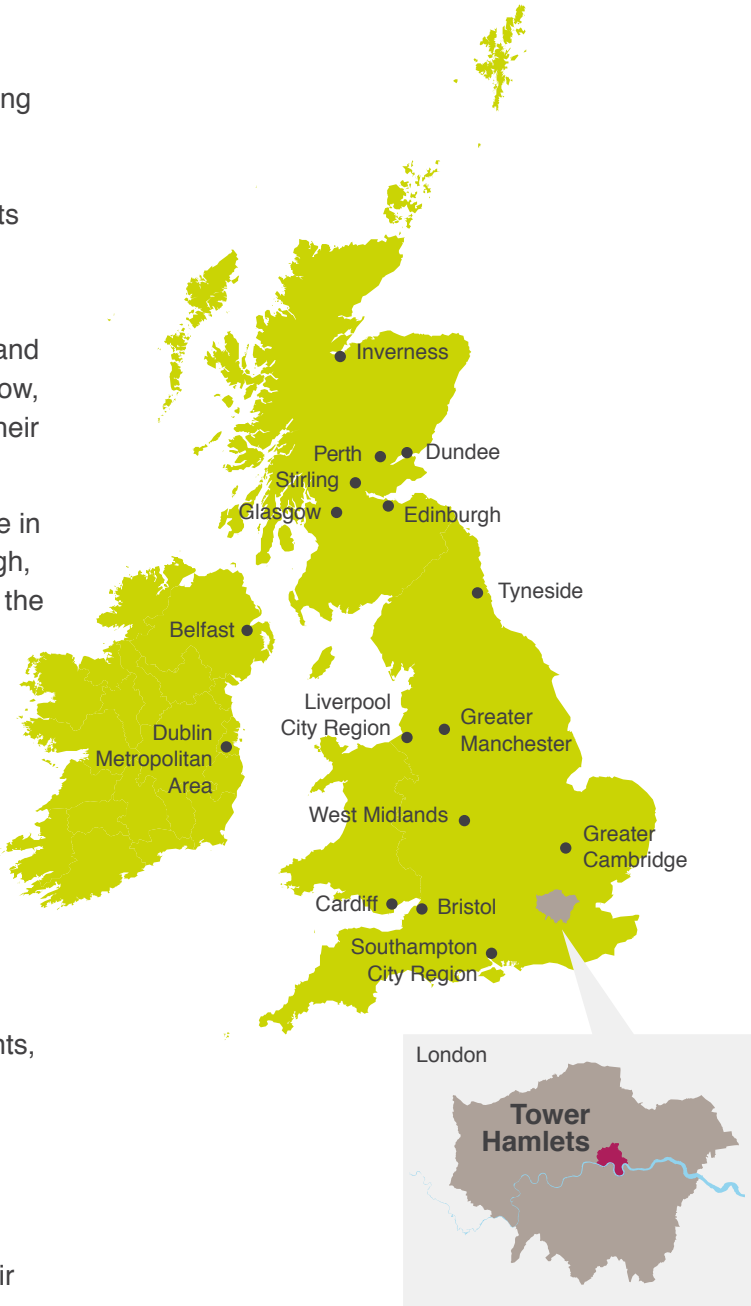 ng
ts
and
ow,
heir
e in
gh,
the
nts,
ir
Inverness
Perth
Dundee
Stirling
Glasgow
Edinburgh
Tyneside
Belfast
Liverpool
City Region
Greater
Manchester
Dublin
Metropolitan
Area
West Midlands
Greater
Cambridge
Cardiff
Bristol
Southampton
City Region
London
Tower
Hamlets